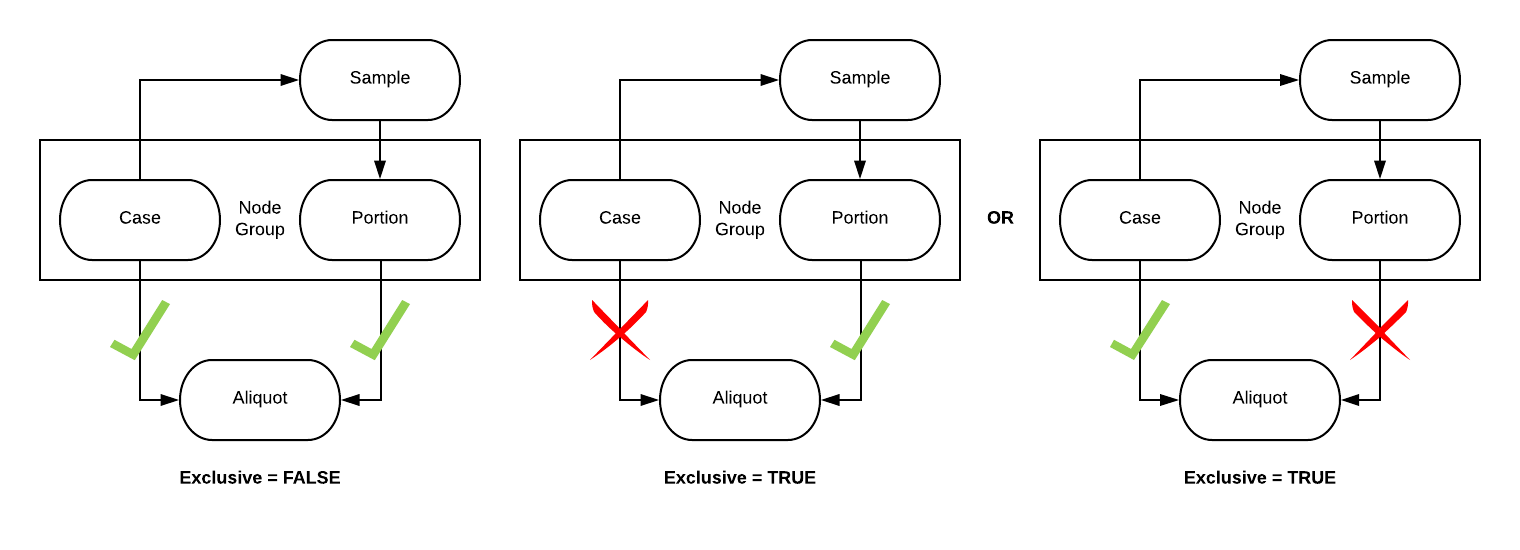 Sample
Case
Node
Group
Portion
Aliquot
Exclusive = FALSE
Sample
Case
Node
Group
Portion
Aliquot
Exclusive = TRUE
OR
Sample
Case
Node
Group
Portion
Aliquot
Exclusive = TRUE